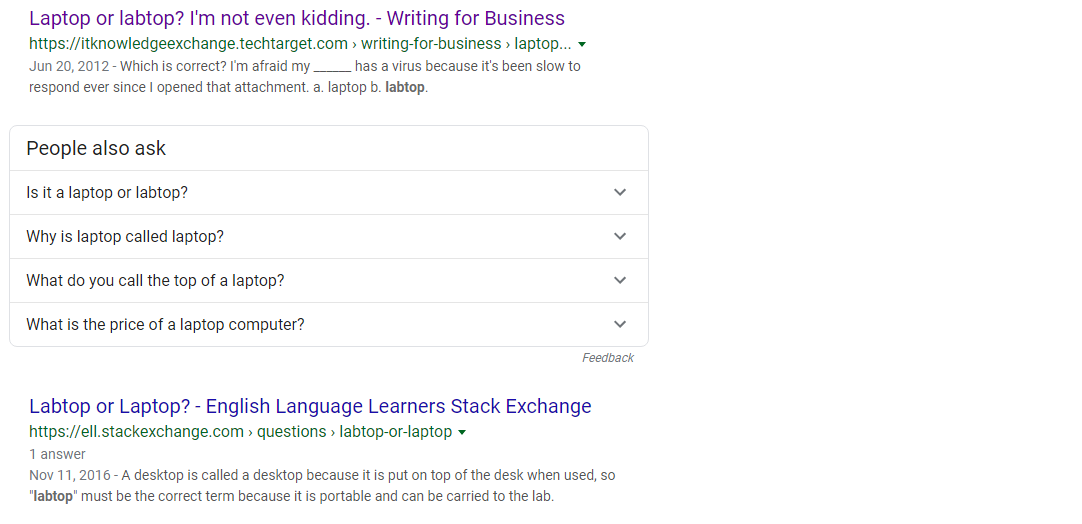 Laptop or labtop? I'm not even kidding. - Writing for Business
https://itknowledgeexchange.techtarget.com › writing-for-business › laptop...
Jun 20, 2012 - Which is correct? I'm afraid my ______ has a virus because it's been slow to
respond ever since I opened that attachment. a. laptop b. labtop.
People also ask
Is it a laptop or labtop?
Why is laptop called laptop?
What do you call the top of a laptop?
What is the price of a laptop computer?
Feedback
Labtop or Laptop? - English Language Learners Stack Exchange
https://ell.stackexchange.com › questions › labtop-or-laptop
1 answer
Nov 11, 2016 - A desktop is called a desktop because it is put on top of the desk when used, so
"labtop" must be the correct term because it is portable and can be carried to the lab.